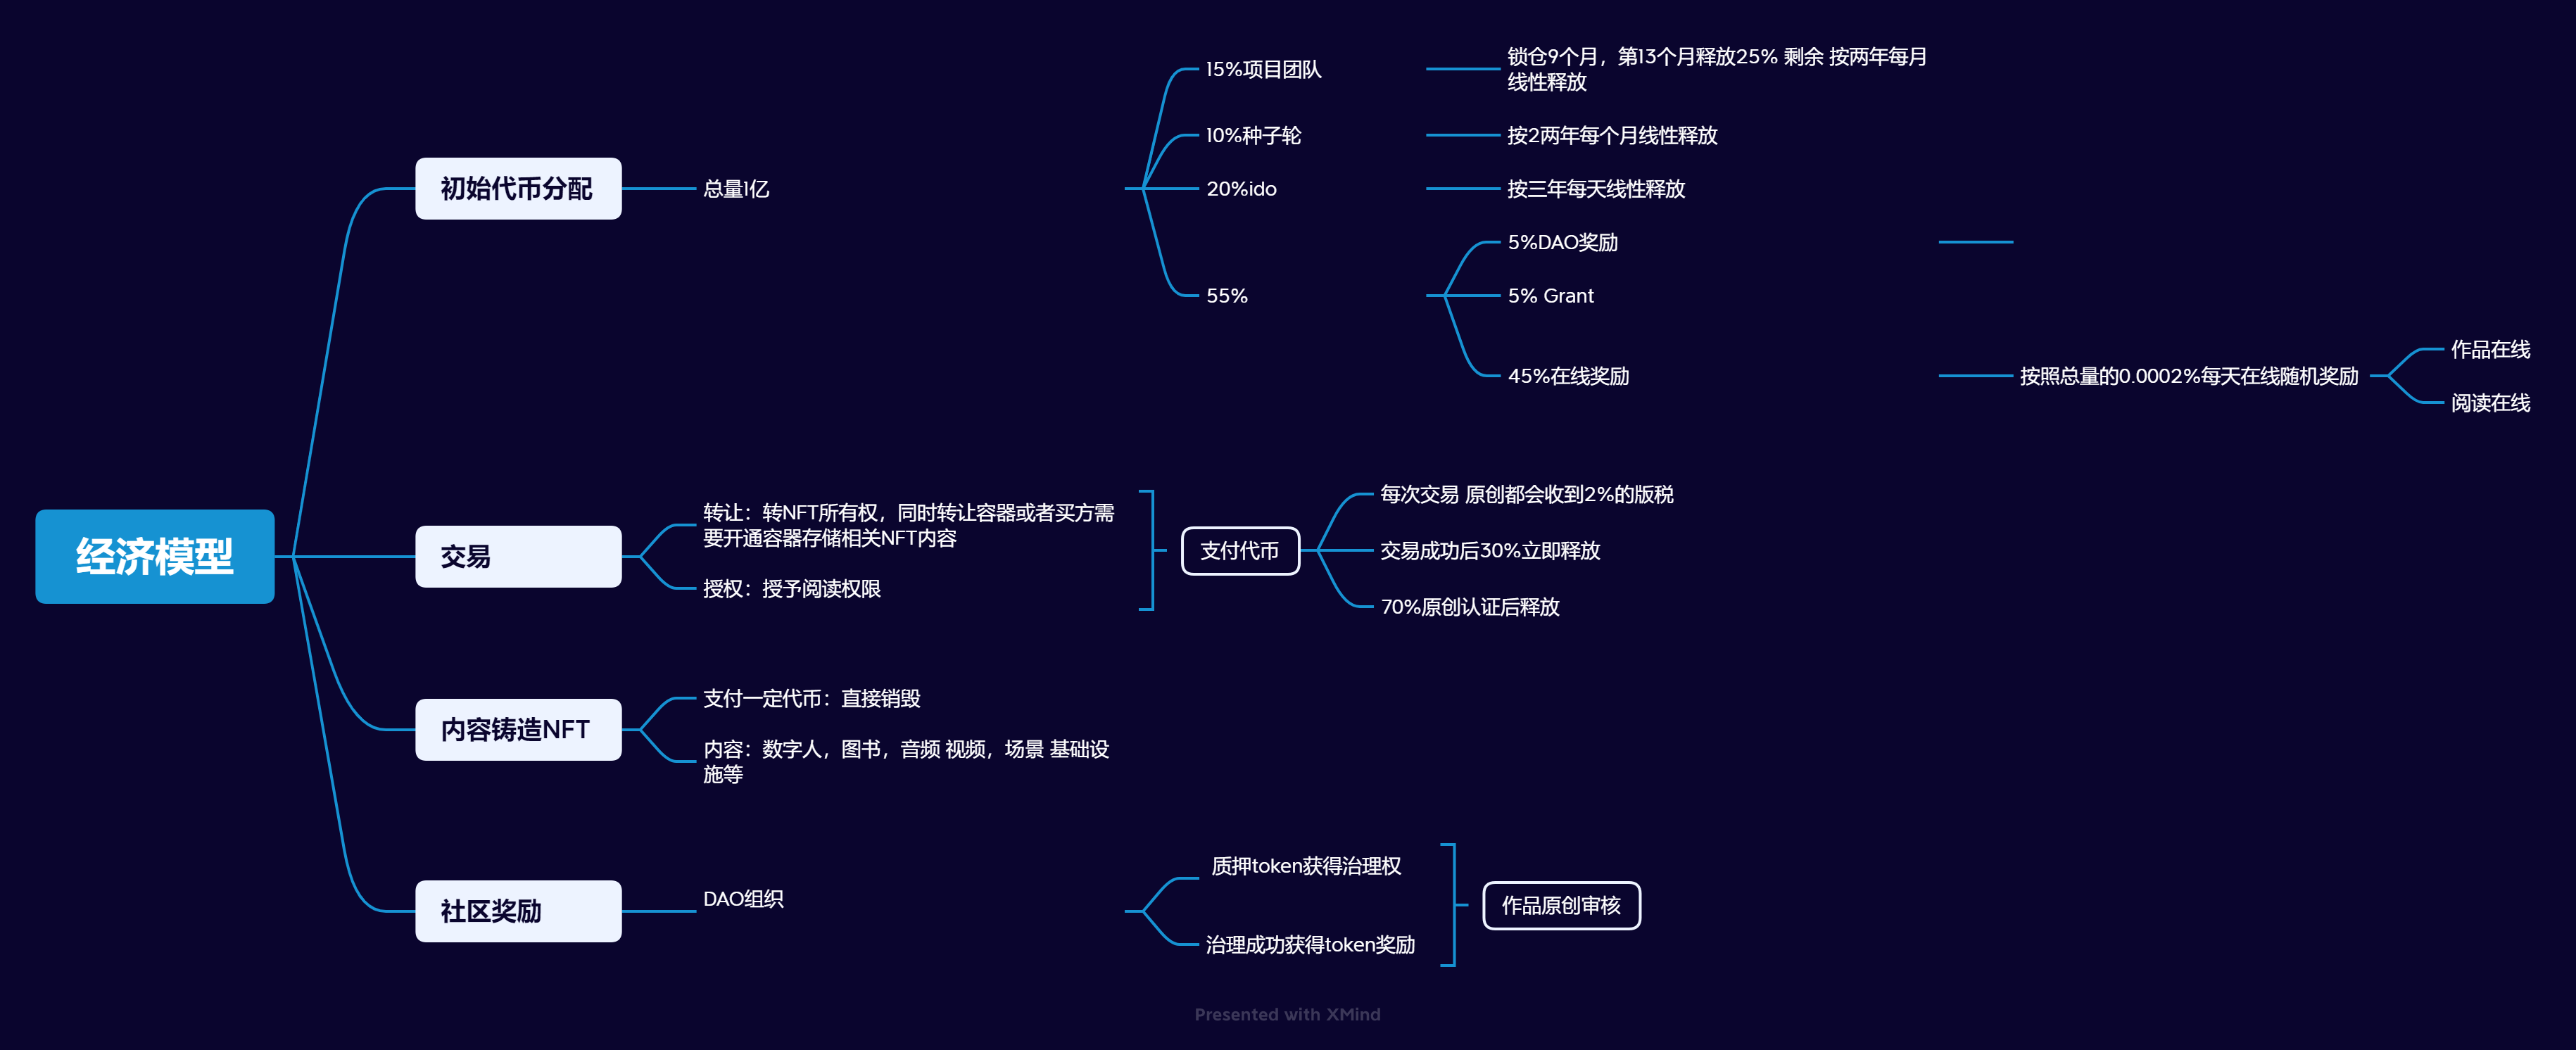 经济模型
初始代币分配
总量1亿
15%项目团队
锁仓9个月，第13个月释放25% 剩余 按两年每月
线性释放
10%种子轮
按2两年每个月线性释放
20%ido
按三年每天线性释放
55%
5%DAO奖励
5% Grant
45%在线奖励
按照总量的0.0002%每天在线随机奖励
作品在线
阅读在线
交易
转让：转NFT所有权，同时转让容器或者买方需
要开通容器存储相关NFT内容
授权：授予阅读权限
支付代币
每次交易 原创都会收到2%的版税
交易成功后30%立即释放
70%原创认证后释放
内容铸造NFT
支付一定代币：直接销毁
内容：数字人，图书，音频 视频，场景 基础设
施等
社区奖励
DAO组织
质押token获得治理权
治理成功获得token奖励
作品原创审核
Presented with XMind